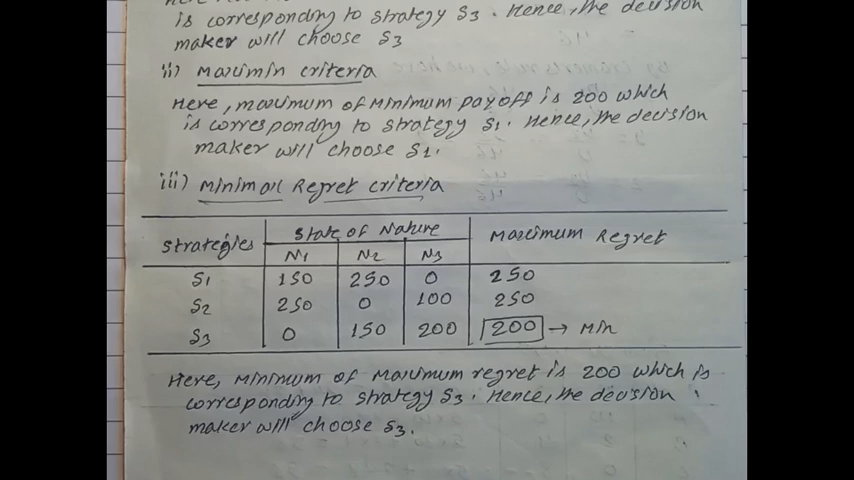 is corresponding to strategy S3. Hence, the decision
maker will choose S3
ii) Maximin criteria
Here, maximum of minimum payoff is 200 which
is corresponding to strategy S1. Hence, the decision
maker will choose S1.
iii) Minimax Regret criteria
Strategies State of Nature Maximum Regret
N1 N2 N3
S1 150 250 0 250
S2 250 0 100 250
S3 0 150 200 200 → Min
Here, minimum of maximum regret is 200 which is
corresponding to strategy S3. Hence, the decision
maker will choose S3.